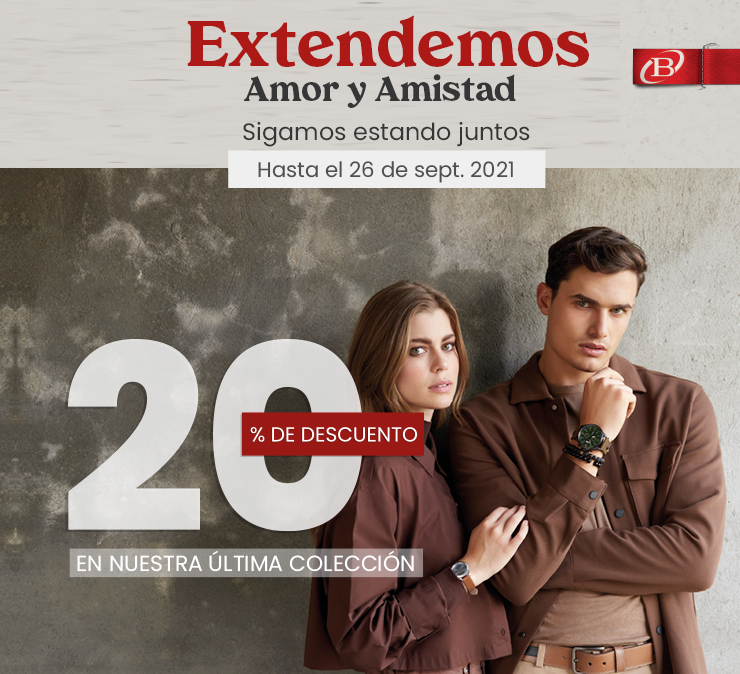 Extendemos
Amor y Amistad
Sigamos estando juntos
Hasta el 26 de sept. 2021
B
20
% DE DESCUENTO
EN NUESTRA ÚLTIMA COLECCIÓN